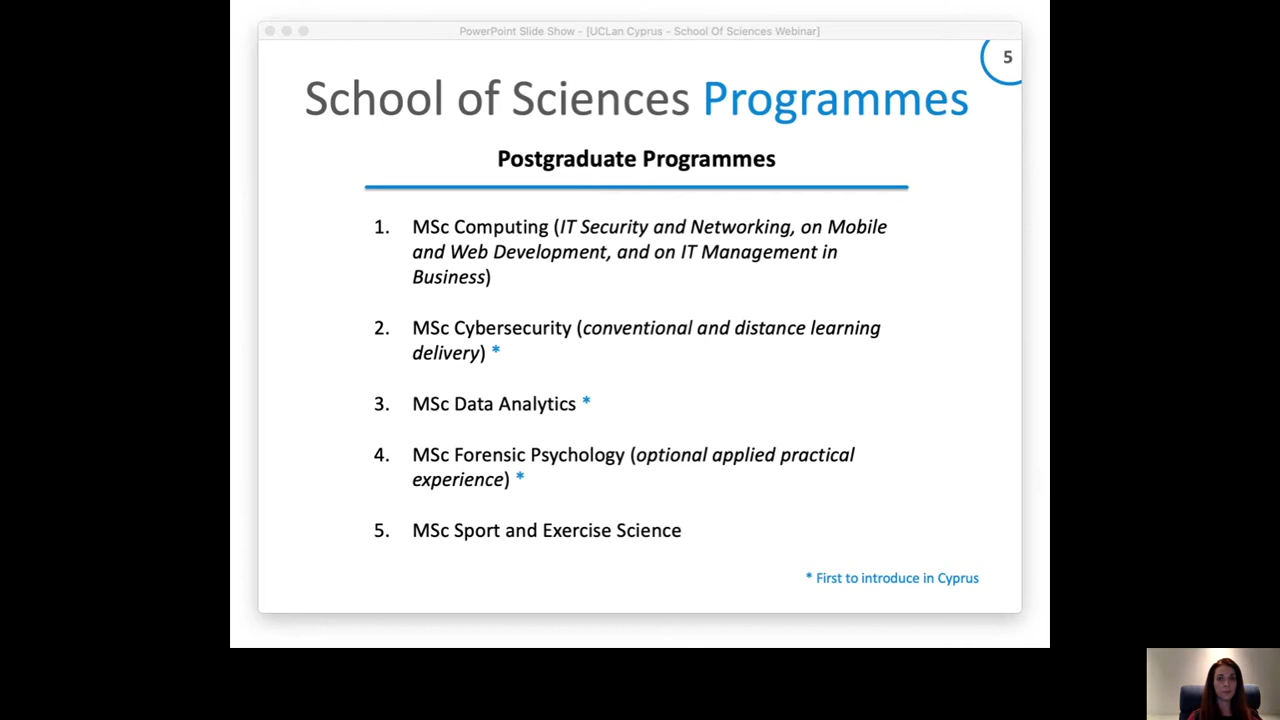 PowerPoint Slide Show - [UCLan Cyprus - School Of Sciences Webinar]
5
School of Sciences Programmes
Postgraduate Programmes
1. MSc Computing (IT Security and Networking, on Mobile
and Web Development, and on IT Management in
Business)
2. MSc Cybersecurity (conventional and distance learning
delivery) *
3. MSc Data Analytics *
4. MSc Forensic Psychology (optional applied practical
experience) *
5. MSc Sport and Exercise Science
* First to introduce in Cyprus